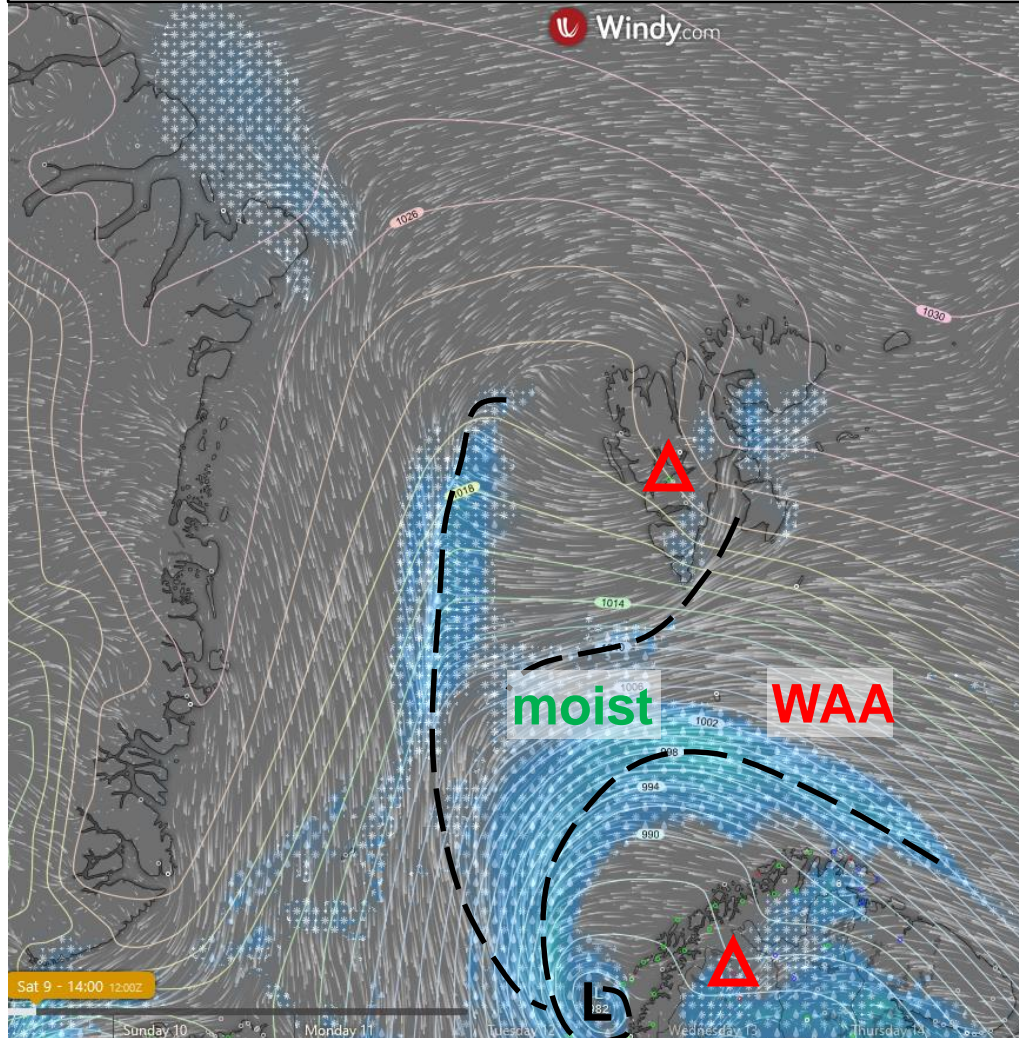 Windy.com
1026
1030
1018
1014
1006
moist
WAA
1002
998
994
990
L
982
Sat 9 - 14:00 12:00Z
Sunday 10
Monday 11
Tuesday 12
Wednesday 13
Thursday 14